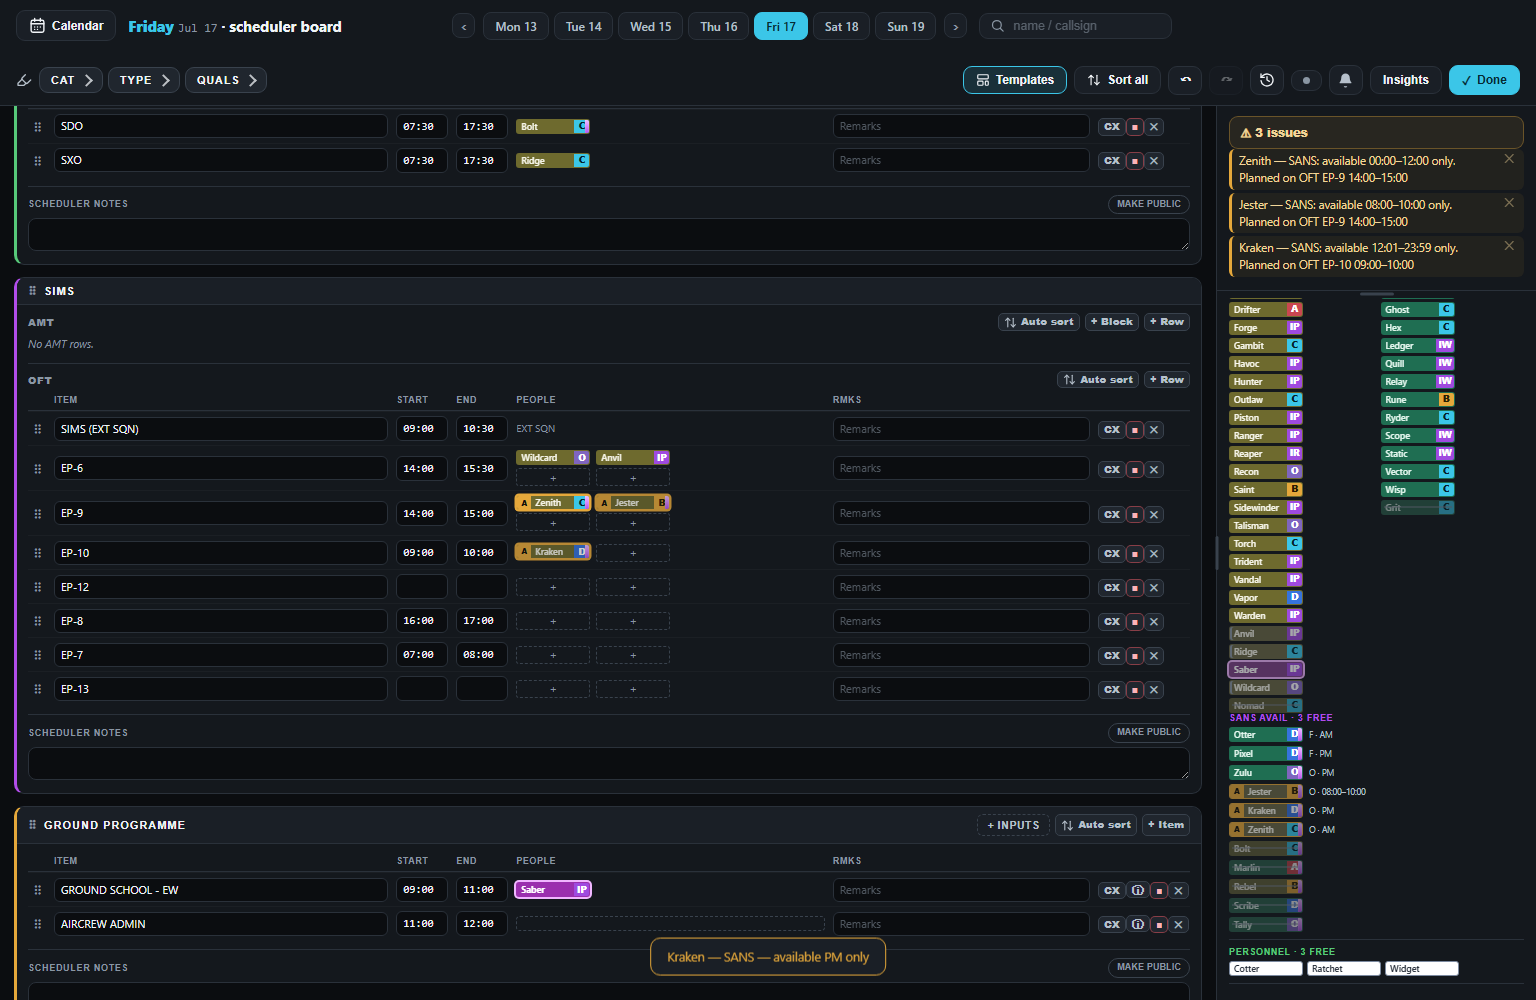 Calendar
Friday Jul 17 · scheduler board
‹ Mon 13 Tue 14 Wed 15 Thu 16 Fri 17 Sat 18 Sun 19 ›
name / callsign
CAT TYPE QUALS
Templates Sort all Insights ✓ Done
SDO 07:30 17:30 Bolt C Remarks CX ■ ✕
SXO 07:30 17:30 Ridge C Remarks CX ■ ✕
SCHEDULER NOTES MAKE PUBLIC
SIMS
AMT Auto sort + Block + Row
No AMT rows.
OFT Auto sort + Row
ITEM START END PEOPLE RMKS
SIMS (EXT SQN) 09:00 10:30 EXT SQN Remarks CX ■ ✕
EP-6 14:00 15:30 Wildcard O Anvil IP + + Remarks CX ■ ✕
EP-9 14:00 15:00 A Zenith C A Jester B + + Remarks CX ■ ✕
EP-10 09:00 10:00 A Kraken D + Remarks CX ■ ✕
EP-12 + + Remarks CX ■ ✕
EP-8 16:00 17:00 + + Remarks CX ■ ✕
EP-7 07:00 08:00 + + Remarks CX ■ ✕
EP-13 + + Remarks CX ■ ✕
SCHEDULER NOTES MAKE PUBLIC
GROUND PROGRAMME + INPUTS Auto sort + Item
ITEM START END PEOPLE RMKS
GROUND SCHOOL - EW 09:00 11:00 Saber IP Remarks CX ■ ✕
AIRCREW ADMIN 11:00 12:00 Remarks CX ■ ✕
Kraken — SANS — available PM only
SCHEDULER NOTES MAKE PUBLIC
⚠ 3 issues
Zenith — SANS: available 00:00–12:00 only.
Planned on OFT EP-9 14:00–15:00
Jester — SANS: available 08:00–10:00 only.
Planned on OFT EP-9 14:00–15:00
Kraken — SANS: available 12:01–23:59 only.
Planned on OFT EP-10 09:00–10:00
Drifter A Ghost C
Forge IP Hex C
Gambit C Ledger IW
Havoc IP Quill IW
Hunter IP Relay IW
Outlaw C Rune B
Piston IP Ryder C
Ranger IP Scope IW
Reaper IR Static IW
Recon O Vector C
Saint B Wisp C
Sidewinder IP Grit C
Talisman O
Torch C
Trident IP
Vandal IP
Vapor D
Warden IP
Anvil IP
Ridge C
Saber IP
Wildcard O
Nomad C
SANS AVAIL · 3 FREE
Otter D F · AM
Pixel D F · PM
Zulu O O · PM
A Jester B O · 08:00–10:00
A Kraken D O · PM
A Zenith C O · AM
Bolt C
Marlin A
Rebel B
Scribe D
Tally O
PERSONNEL · 3 FREE
Cotter Ratchet Widget